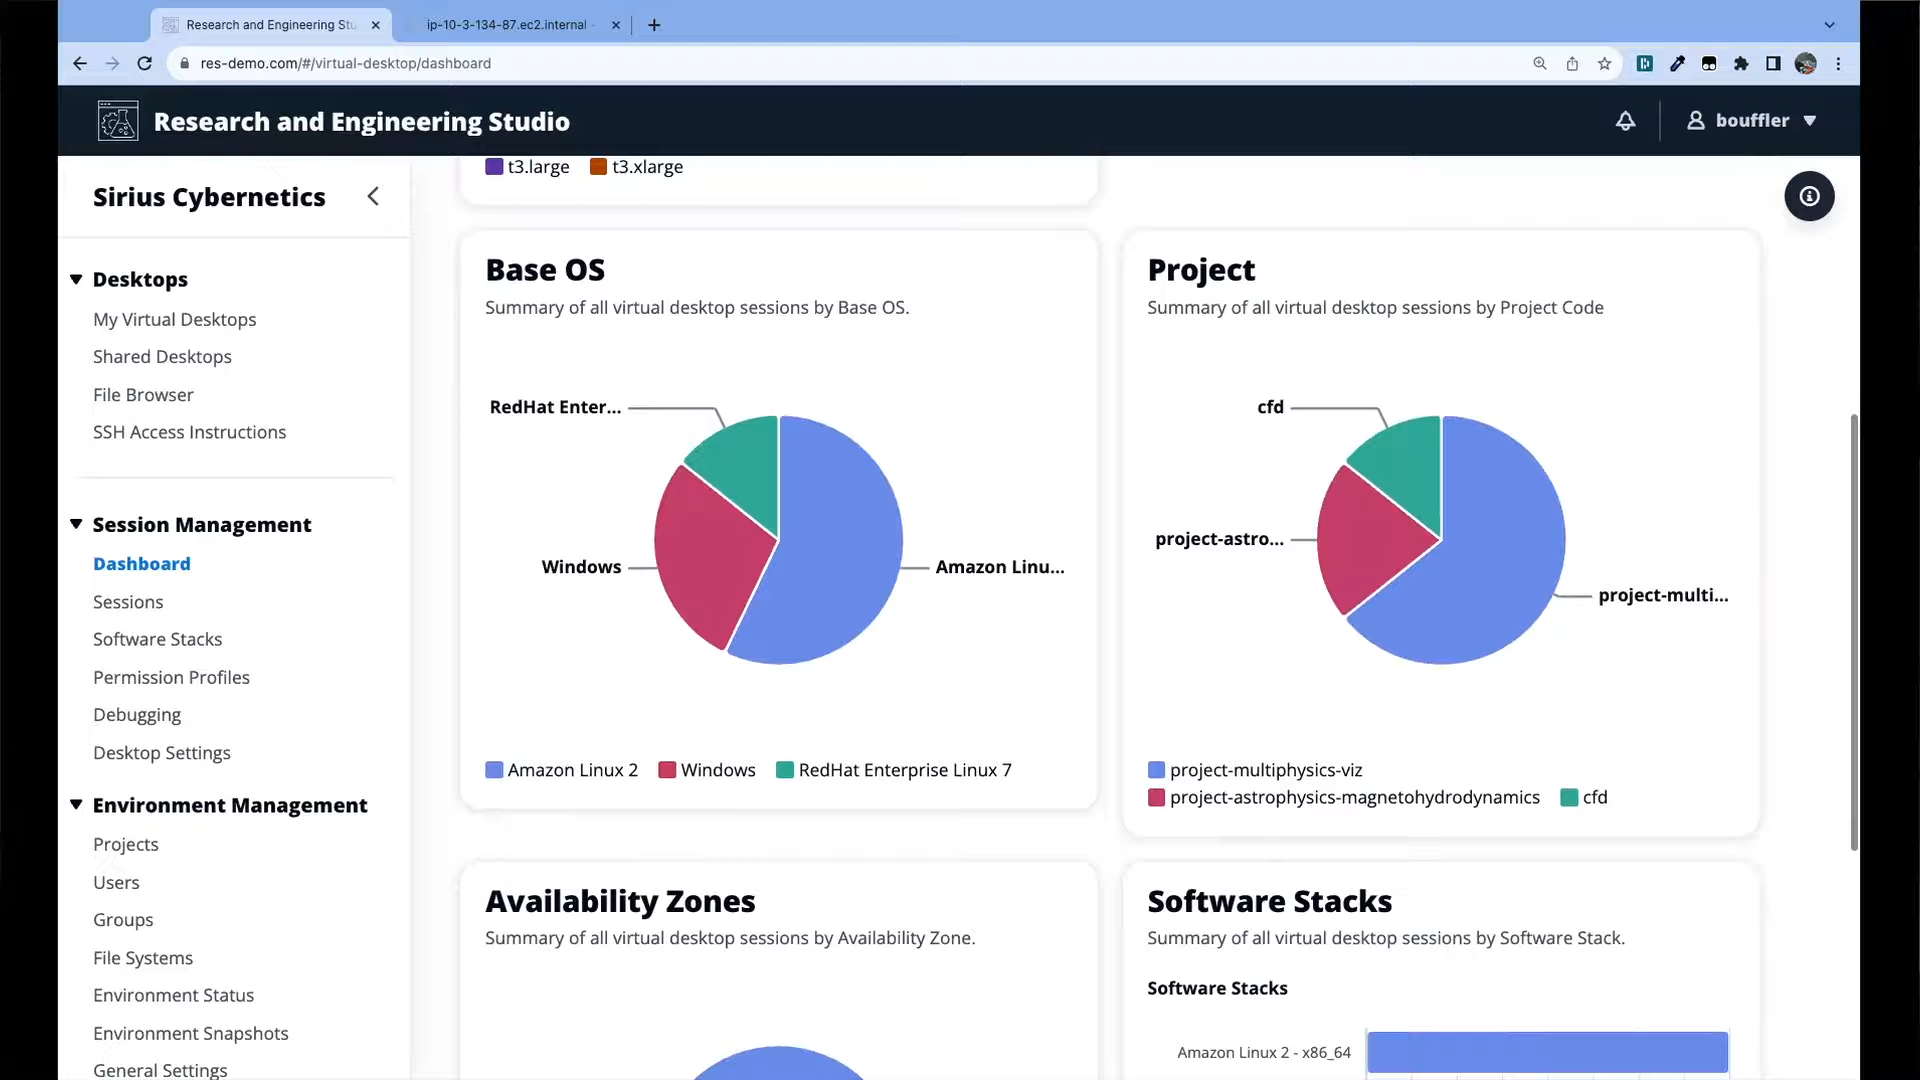 Research and Engineering Stu
ip-10-3-134-87.ec2.internal
res-demo.com/#/virtual-desktop/dashboard
Research and Engineering Studio
bouffler
Sirius Cybernetics
Desktops
My Virtual Desktops
Shared Desktops
File Browser
SSH Access Instructions
Session Management
Dashboard
Sessions
Software Stacks
Permission Profiles
Debugging
Desktop Settings
Environment Management
Projects
Users
Groups
File Systems
Environment Status
Environment Snapshots
General Settings
t3.large t3.xlarge
Base OS
Summary of all virtual desktop sessions by Base OS.
RedHat Enter...
Windows
Amazon Linu...
Amazon Linux 2 Windows RedHat Enterprise Linux 7
Project
Summary of all virtual desktop sessions by Project Code
cfd
project-astro...
project-multi...
project-multiphysics-viz
project-astrophysics-magnetohydrodynamics cfd
Availability Zones
Summary of all virtual desktop sessions by Availability Zone.
Software Stacks
Summary of all virtual desktop sessions by Software Stack.
Software Stacks
Amazon Linux 2 - x86_64